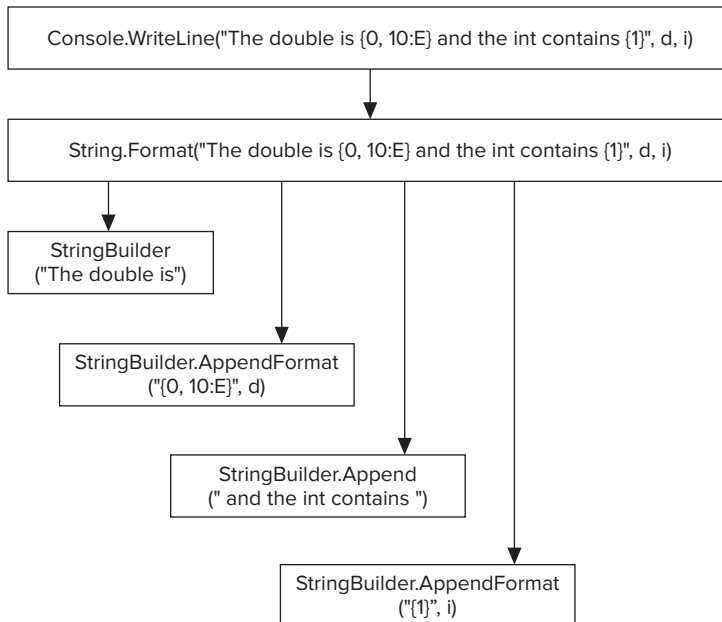 Console.WriteLine("The double is {0, 10:E} and the int contains {1}", d, i)
String.Format("The double is {0, 10:E} and the int contains {1}", d, i)
StringBuilder
("The double is")
StringBuilder.AppendFormat
("{0, 10:E}", d)
StringBuilder.Append
(" and the int contains ")
StringBuilder.AppendFormat
("{1}”, i)